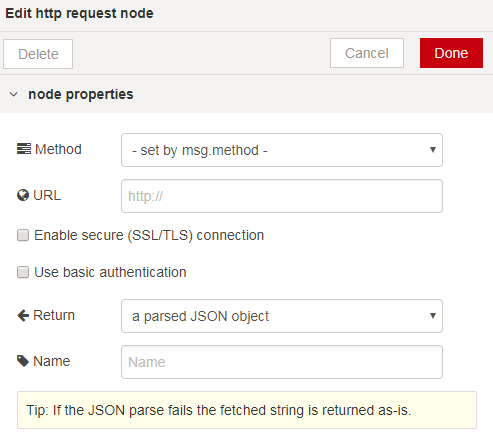 Edit http request node
Delete
Cancel
Done
node properties
Method
- set by msg.method -
URL
http://
Enable secure (SSL/TLS) connection
Use basic authentication
Return
a parsed JSON object
Name
Name
Tip: If the JSON parse fails the fetched string is returned as-is.